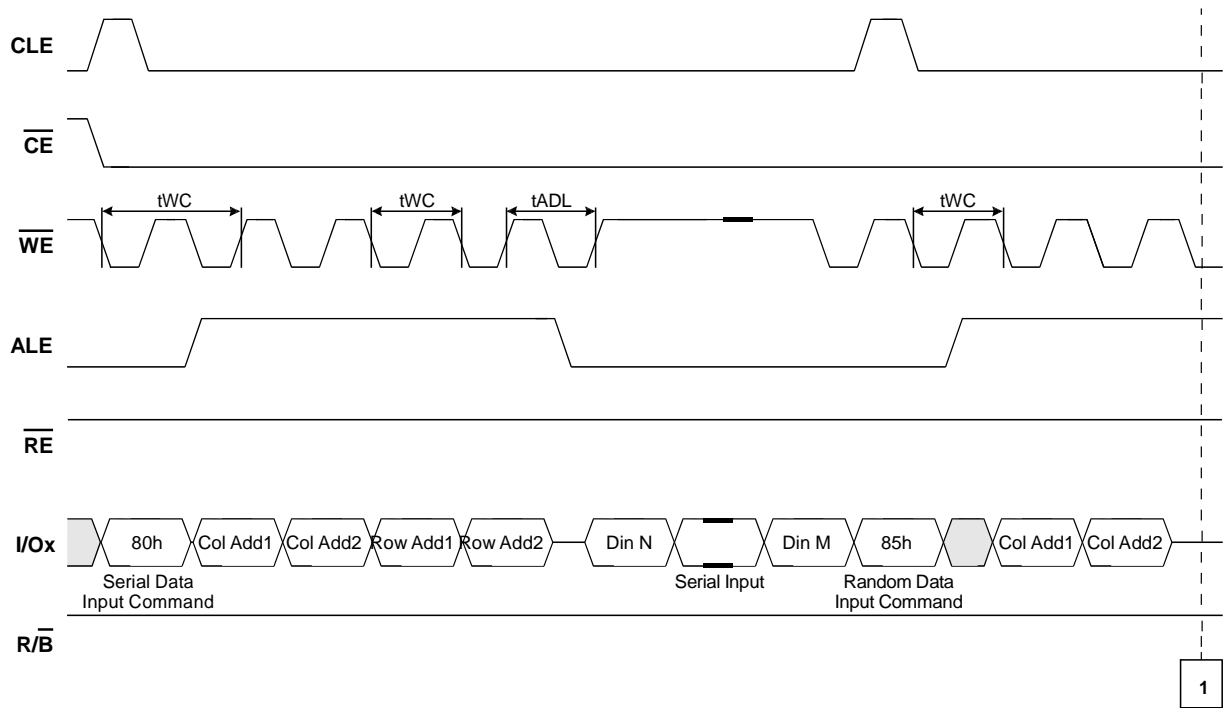 CLE
CE
tWC
tWC
tADL
tWC
WE
ALE
RE
I/Ox
80h
Col Add1
Col Add2
Row Add1
Row Add2
Din N
Din M
85h
Col Add1
Col Add2
Serial Data
Input Command
Serial Input
Random Data
Input Command
R/B
1